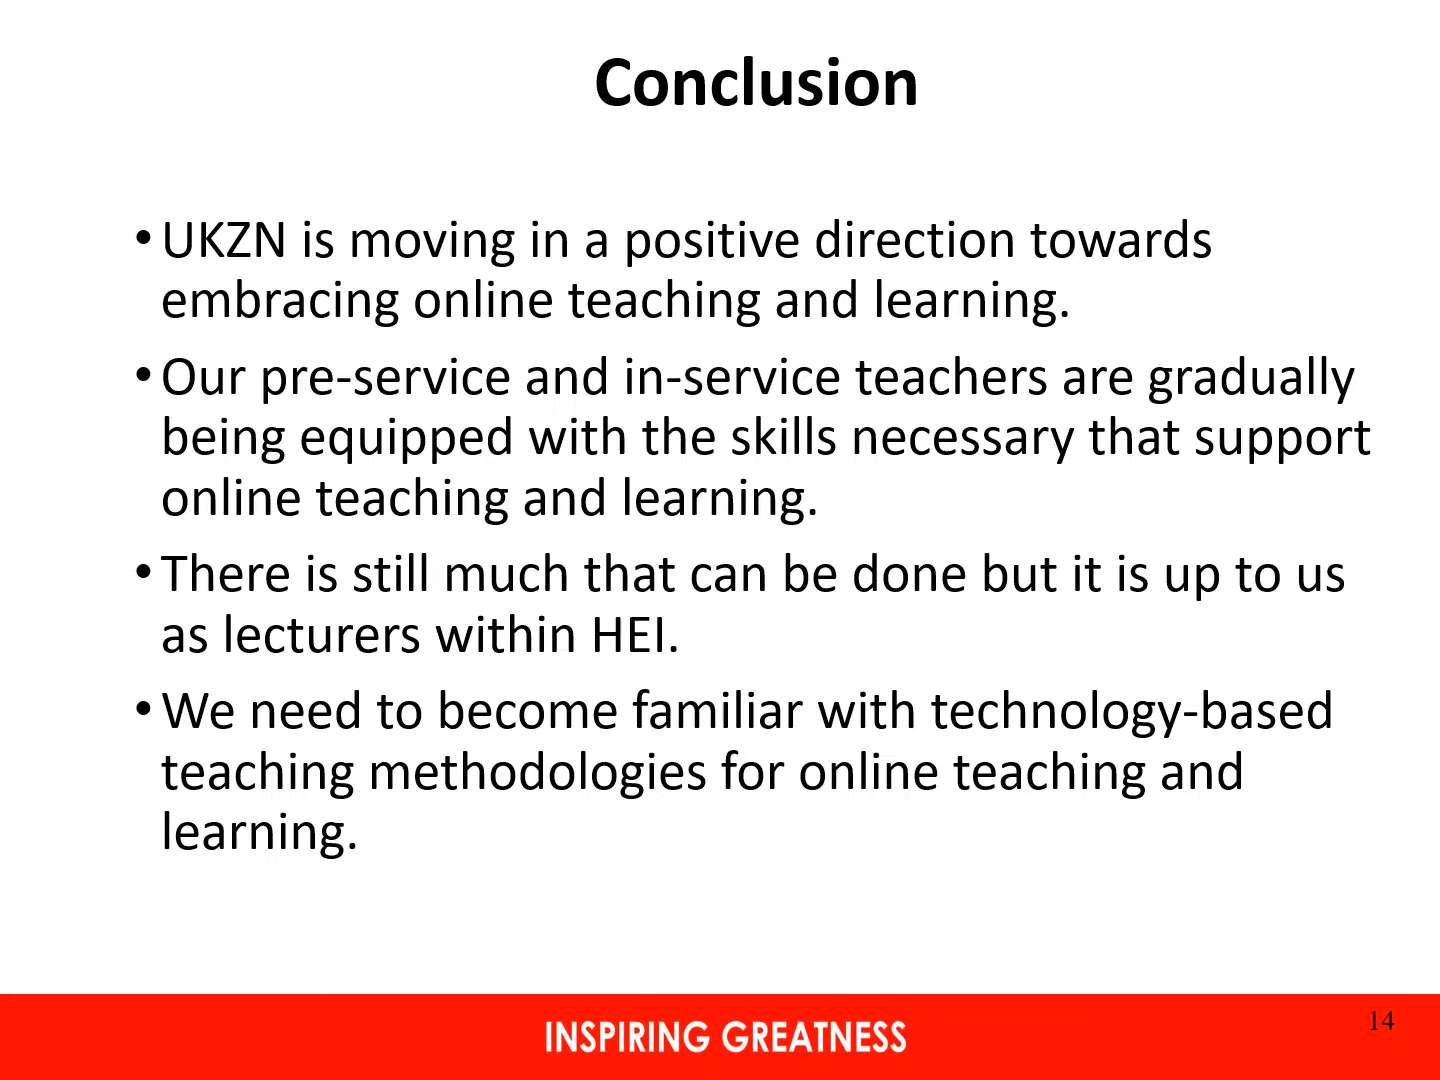 Conclusion
•UKZN is moving in a positive direction towards
embracing online teaching and learning.
•Our pre-service and in-service teachers are gradually
being equipped with the skills necessary that support
online teaching and learning.
•There is still much that can be done but it is up to us
as lecturers within HEI.
•We need to become familiar with technology-based
teaching methodologies for online teaching and
learning.
14
INSPIRING GREATNESS